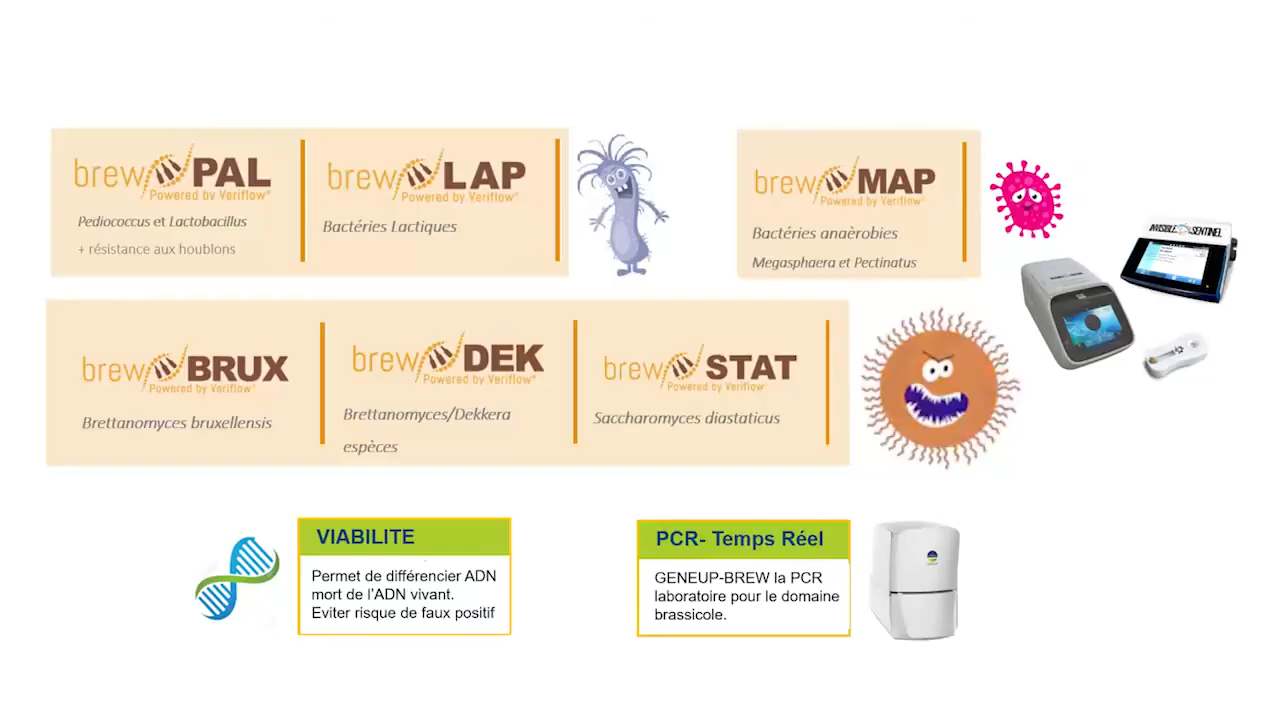 brew PAL
Powered by Veriflow
Pediococcus et Lactobacillus
+ résistance aux houblons
brew LAP
Powered by Veriflow
Bactéries Lactiques
brew MAP
Powered by Veriflow
Bactéries anaèrobies
Megasphaera et Pectinatus
INVISIBLE SENTINEL
brew BRUX
Powered by Veriflow
Brettanomyces bruxellensis
brew DEK
Powered by Veriflow
Brettanomyces/Dekkera
espèces
brew STAT
Powered by Veriflow
Saccharomyces diastaticus
VIABILITE
Permet de différencier ADN
mort de l’ADN vivant.
Eviter risque de faux positif
PCR- Temps Réel
GENEUP-BREW la PCR
laboratoire pour le domaine
brassicole.